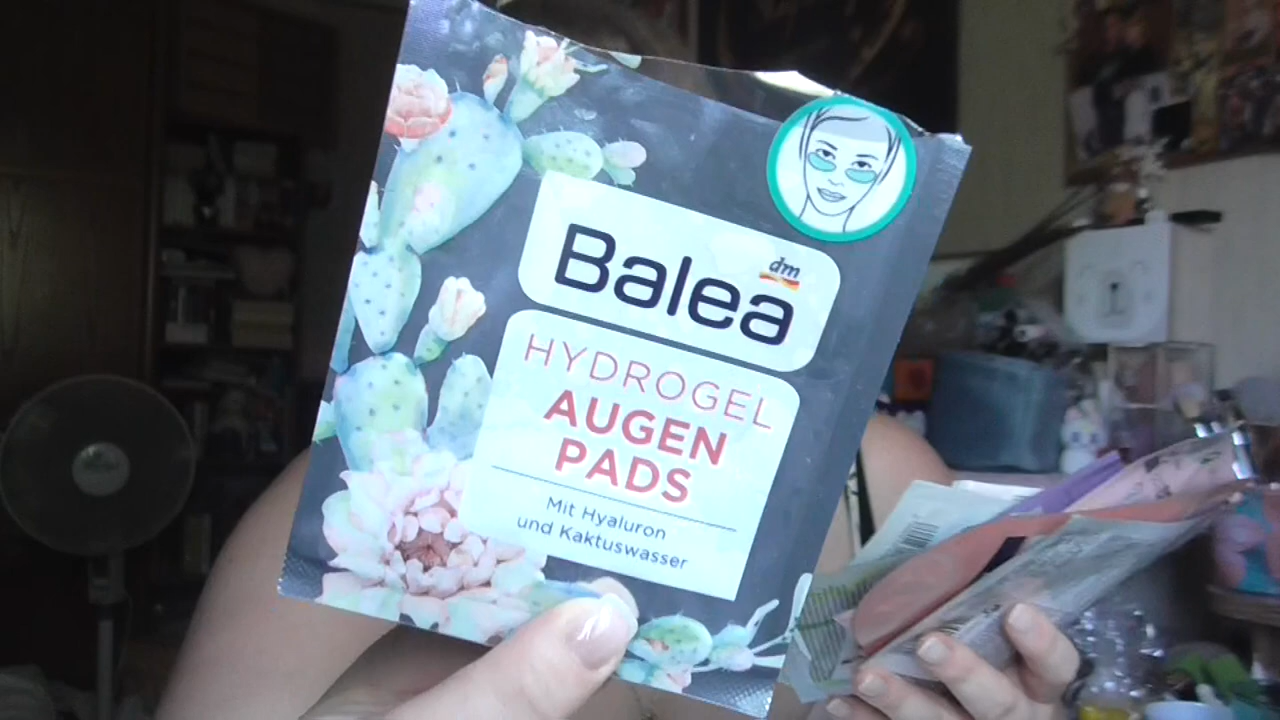 Balea
dm
HYDROGEL
AUGEN
PADS
Mit Hyaluron
und Kaktuswasser